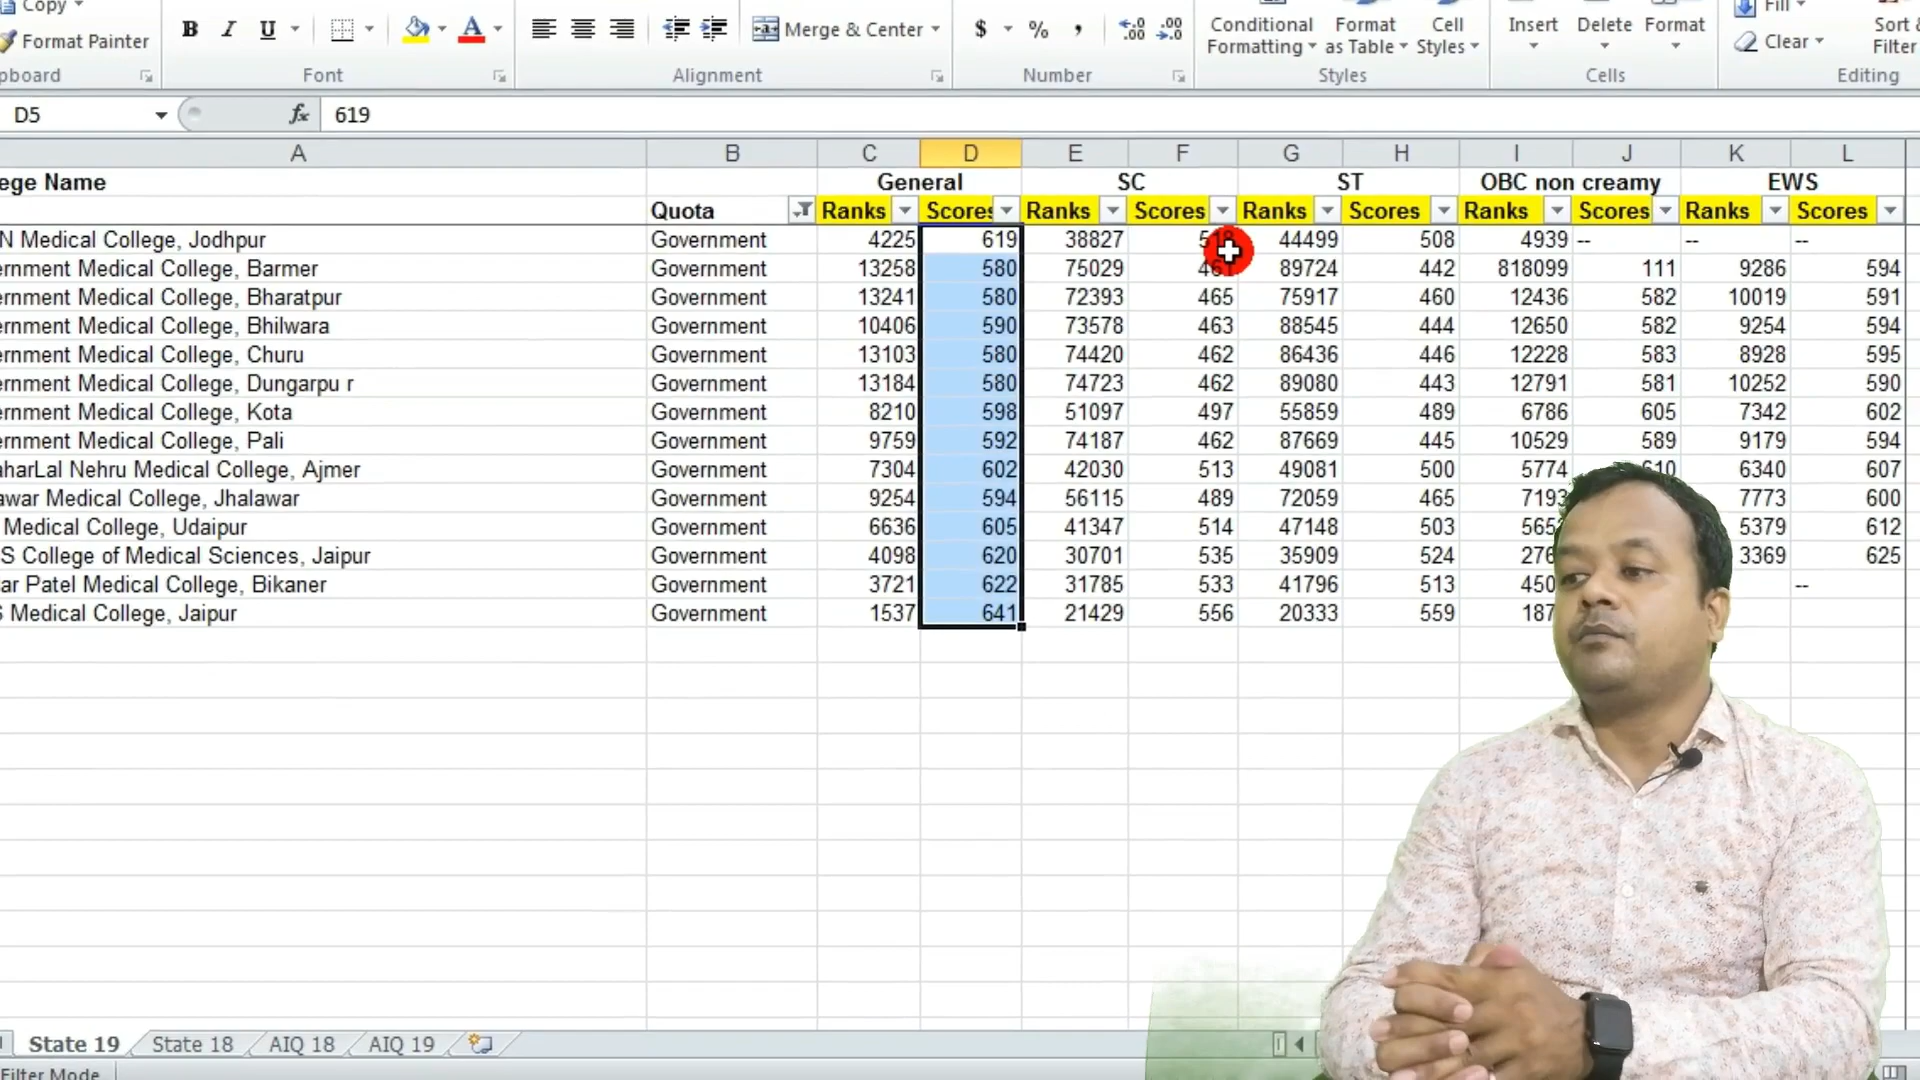 Copy
Format Painter
pboard
B I U
Font
Alignment
Merge & Center
$ % ,
Number
Conditional Formatting
Format as Table
Cell Styles
Styles
Insert
Delete
Format
Cells
Fill
Clear
Sort &
Filter
Editing
D5 fx 619
A B C D E F G H I J K L
ege Name General SC ST OBC non creamy EWS
Quota Ranks Scores Ranks Scores Ranks Scores Ranks Scores Ranks Scores
N Medical College, Jodhpur Government 4225 619 38827 44499 508 4939 -- -- --
ernment Medical College, Barmer Government 13258 580 75029 461 89724 442 818099 111 9286 594
ernment Medical College, Bharatpur Government 13241 580 72393 465 75917 460 12436 582 10019 591
ernment Medical College, Bhilwara Government 10406 590 73578 463 88545 444 12650 582 9254 594
ernment Medical College, Churu Government 13103 580 74420 462 86436 446 12228 583 8928 595
ernment Medical College, Dungarpu r Government 13184 580 74723 462 89080 443 12791 581 10252 590
ernment Medical College, Kota Government 8210 598 51097 497 55859 489 6786 605 7342 602
ernment Medical College, Pali Government 9759 592 74187 462 87669 445 10529 589 9179 594
aharLal Nehru Medical College, Ajmer Government 7304 602 42030 513 49081 500 5774 610 6340 607
awar Medical College, Jhalawar Government 9254 594 56115 489 72059 465 7193 7773 600
Medical College, Udaipur Government 6636 605 41347 514 47148 503 565 5379 612
S College of Medical Sciences, Jaipur Government 4098 620 30701 535 35909 524 276 3369 625
ar Patel Medical College, Bikaner Government 3721 622 31785 533 41796 513 450 --
S Medical College, Jaipur Government 1537 641 21429 556 20333 559 187
State 19 State 18 AIQ 18 AIQ 19
Filter Mode